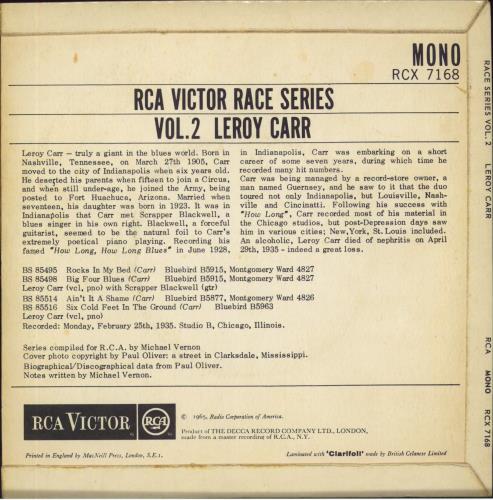 MONO
RCX 7168
RCA VICTOR RACE SERIES
VOL.2 LEROY CARR
Leroy Carr — truly a giant in the blues world. Born in
Nashville, Tennessee, on March 27th 1905, Carr
moved to the city of Indianapolis when six years old.
He deserted his parents when fifteen to join a Circus,
and when still under-age, he joined the Army, being
posted to Fort Huachuca, Arizona. Married when
seventeen, his daughter was born in 1923. It was in
Indianapolis that Carr met Scrapper Blackwell, a
blues singer in his own right. Blackwell, a forceful
guitarist, seemed to be the natural foil to Carr's
extremely poetical piano playing. Recording his
famed "How Long, How Long Blues" in June 1928,
in Indianapolis, Carr was embarking on a short
career of some seven years, during which time he
recorded many hit numbers.
Carr was being managed by a record-store owner, a
man named Guernsey, and he saw to it that the duo
toured not only Indianapolis, but Louisville, Nash-
ville and Cincinatti. Following his success with
"How Long", Carr recorded most of his material in
the Chicago studios, but post-Depression days saw
him in various cities; New,York, St. Louis included.
An alcoholic, Leroy Carr died of nephritis on April
29th, 1935 - indeed a great loss.
BS 85495 Rocks In My Bed (Carr) Bluebird B5915, Montgomery Ward 4827
BS 85498 Big Four Blues (Carr) Bluebird B5915, Montgomery Ward 4827
Leroy Carr (vcl, pno) with Scrapper Blackwell (gtr)
BS 85514 Ain't It A Shame (Carr) Bluebird B5877, Montgomery Ward 4826
BS 85516 Six Cold Feet In The Ground (Carr) Bluebird B5963
Leroy Carr (vcl, pno)
Recorded: Monday, February 25th, 1935. Studio B, Chicago, Illinois.
Series compiled for R.C.A. by Michael Vernon
Cover photo copyright by Paul Oliver: a street in Clarksdale, Mississippi.
Biographical/Discographical data from Paul Oliver.
Notes written by Michael Vernon.
RCA VICTOR
RCA
© 1965, Radio Corporation of America.
Product of THE DECCA RECORD COMPANY LTD., LONDON,
made from a master recording of R.C.A., N.Y.
Printed in England by MacNeill Press, London, S.E.1.
Laminated with 'Clarifoil' made by British Celanese Limited
RACE SERIES VOL. 2 LEROY CARR RCA MONO RCX 7168